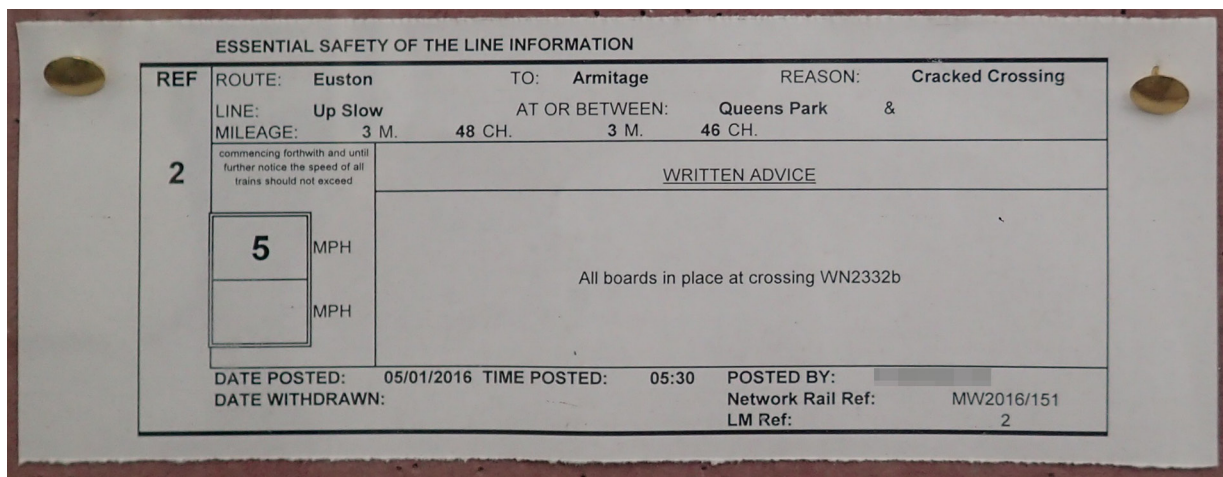 ESSENTIAL SAFETY OF THE LINE INFORMATION
REF ROUTE: Euston TO: Armitage REASON: Cracked Crossing
LINE: Up Slow AT OR BETWEEN: Queens Park &
MILEAGE: 3 M. 48 CH. 3 M. 46 CH.
2
commencing forthwith and until
further notice the speed of all
trains should not exceed
WRITTEN ADVICE
5 MPH
MPH
All boards in place at crossing WN2332b
DATE POSTED: 05/01/2016 TIME POSTED: 05:30 POSTED BY:
DATE WITHDRAWN: Network Rail Ref: MW2016/151
LM Ref: 2